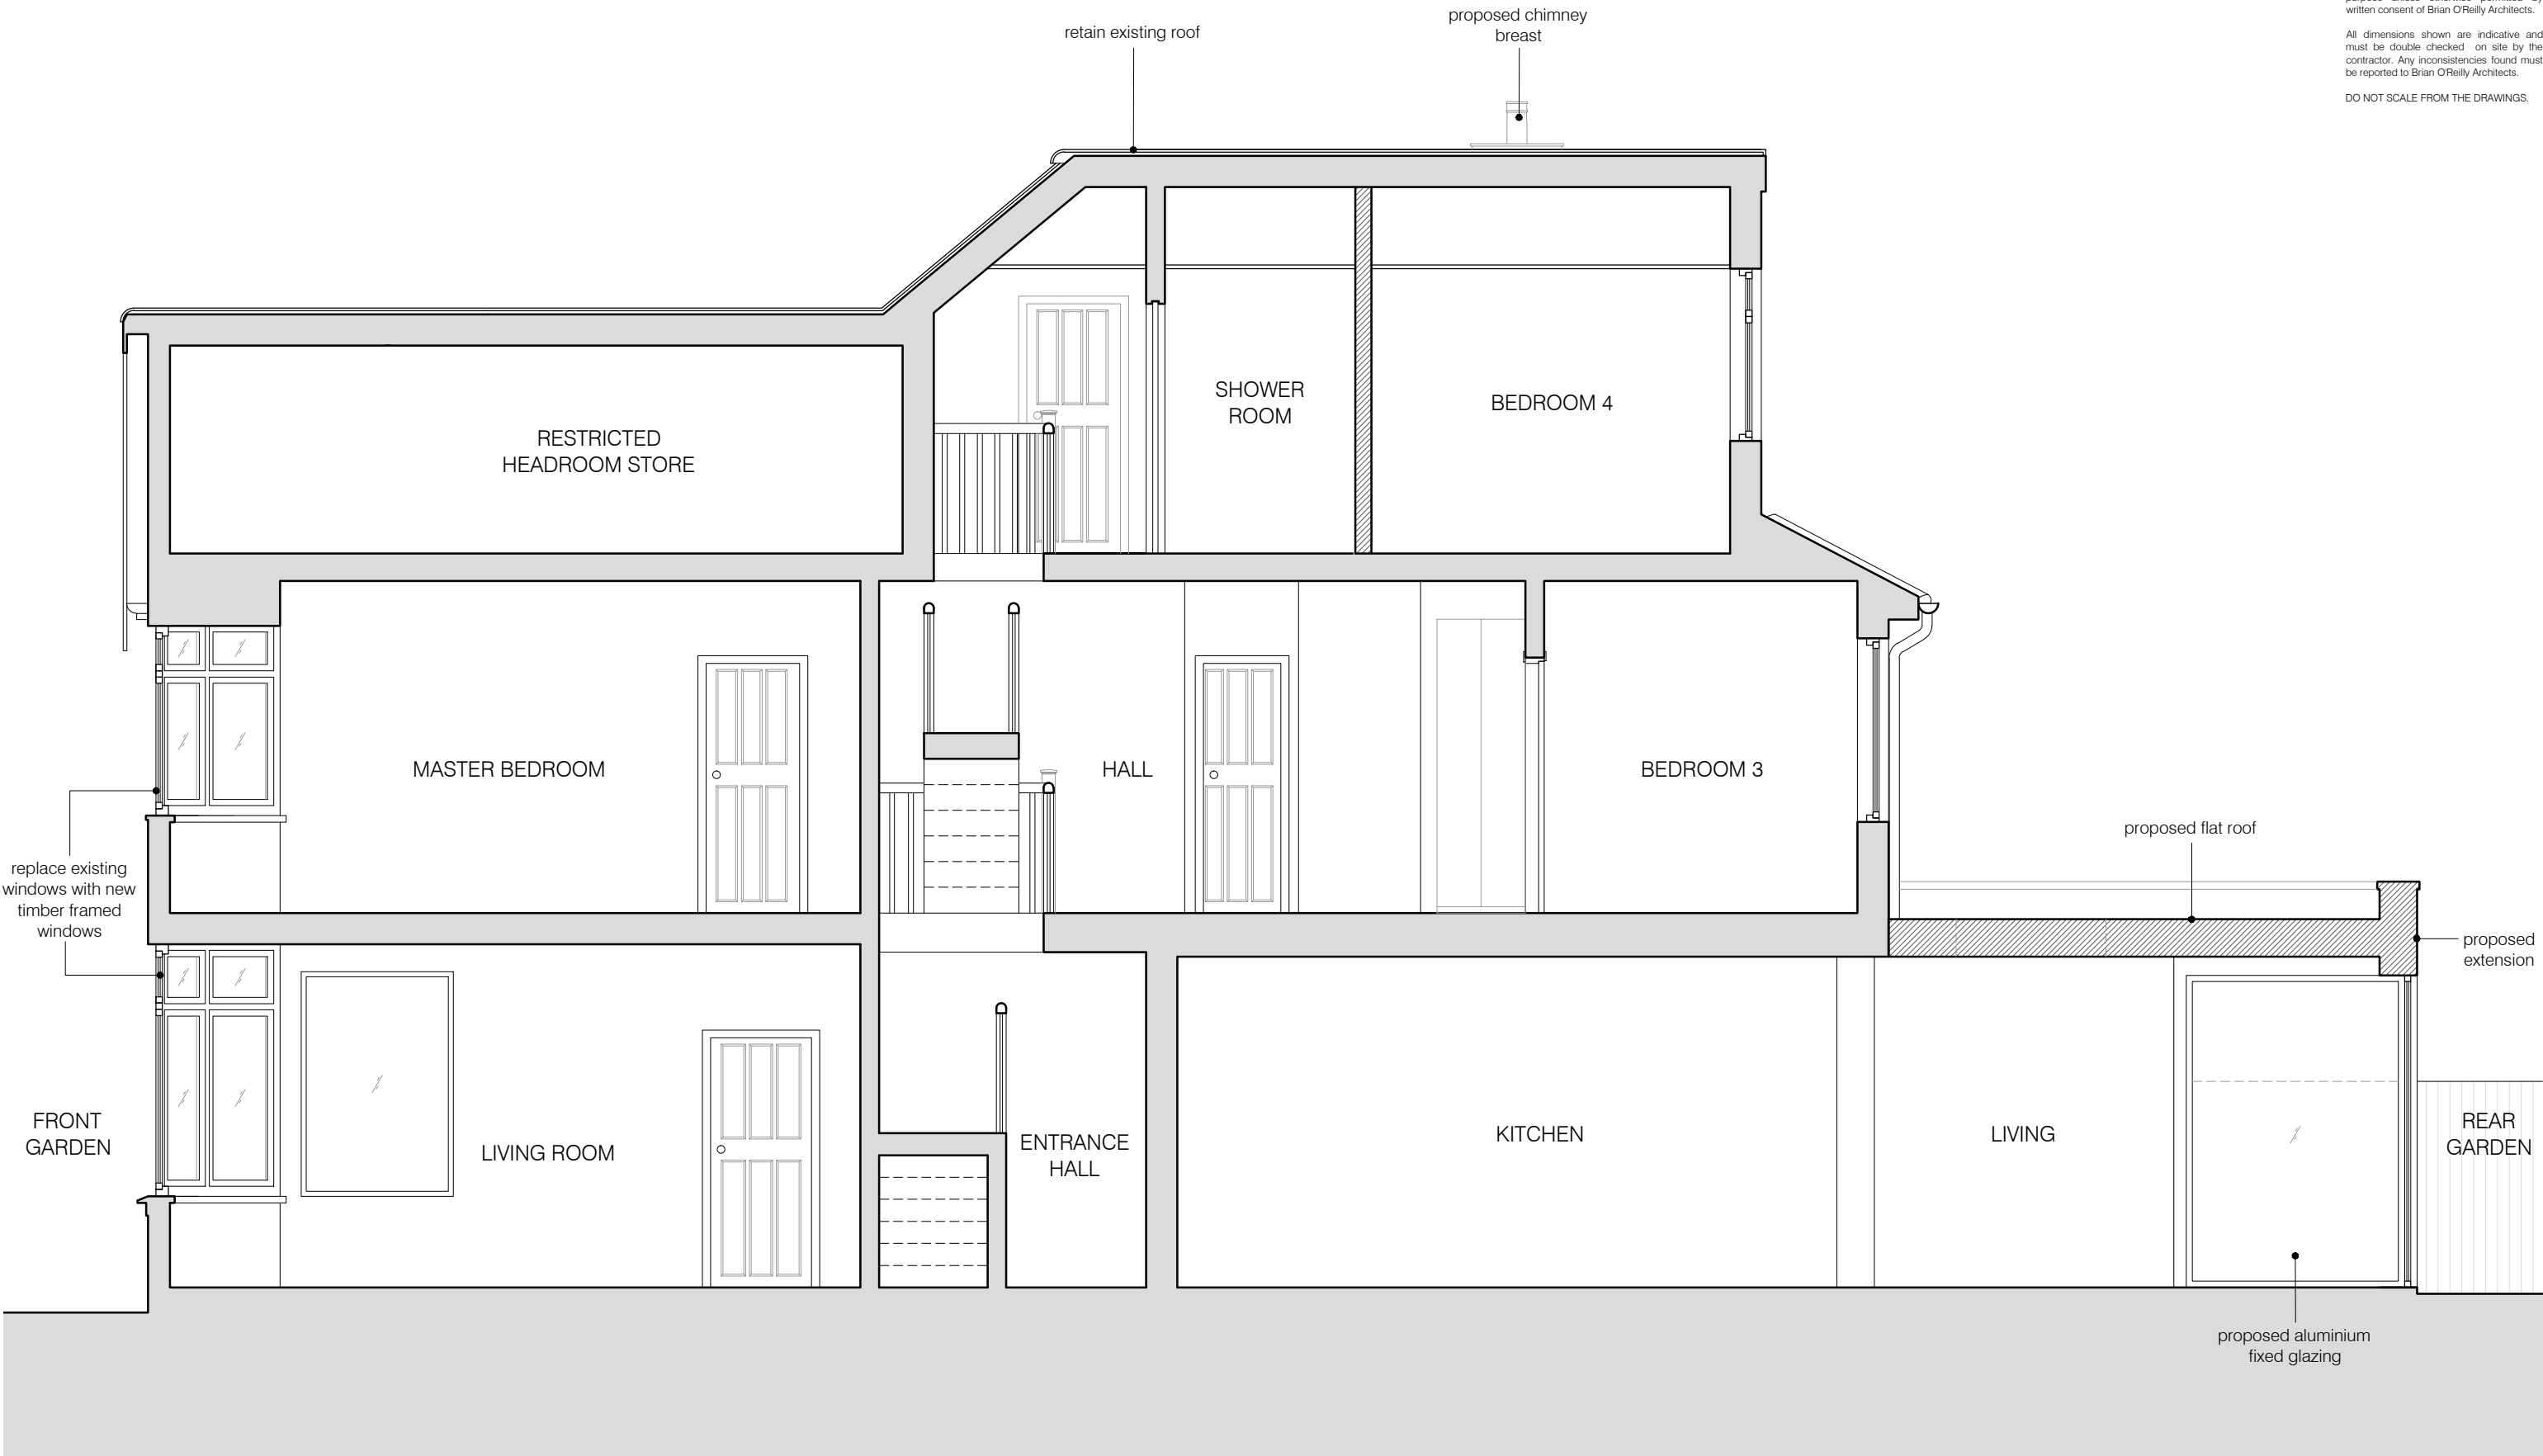 written consent of Brian O'Reilly Architects.
All dimensions shown are indicative and
must be double checked on site by the
contractor. Any inconsistencies found must
be reported to Brian O'Reilly Architects.
DO NOT SCALE FROM THE DRAWINGS.
retain existing roof
proposed chimney
breast
SHOWER
ROOM
BEDROOM 4
RESTRICTED
HEADROOM STORE
MASTER BEDROOM
HALL
BEDROOM 3
proposed flat roof
replace existing
windows with new
timber framed
windows
proposed
extension
FRONT
GARDEN
LIVING ROOM
ENTRANCE
HALL
KITCHEN
LIVING
REAR
GARDEN
proposed aluminium
fixed glazing